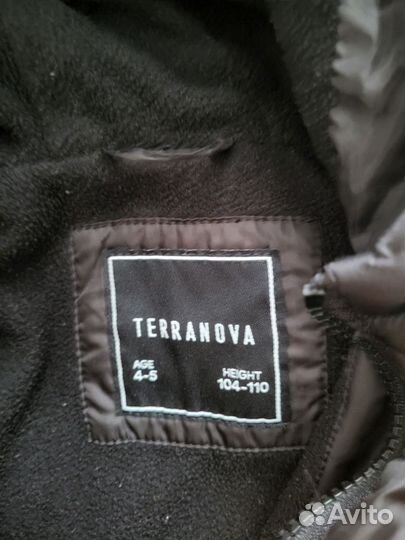 TERRANOVA
AGE
4-5
HEIGHT
104-110
Avito